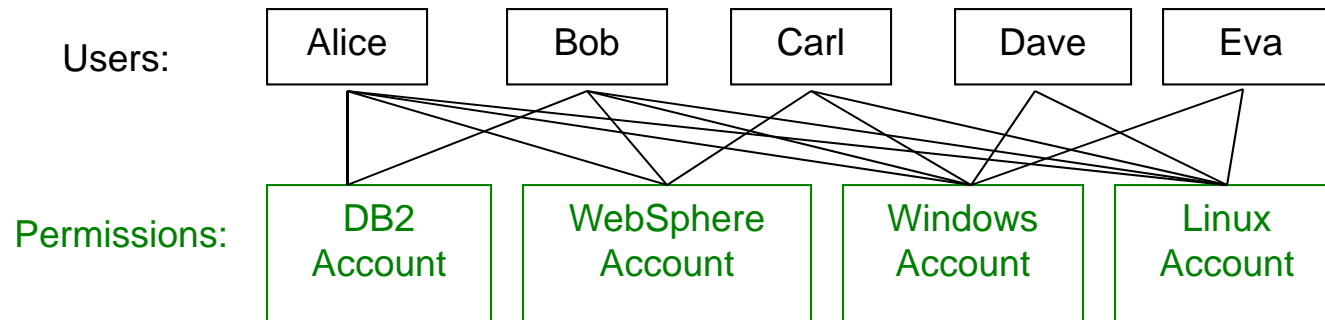 Users:
Alice
Bob
Carl
Dave
Eva
Permissions:
DB2
Account
WebSphere
Account
Windows
Account
Linux
Account